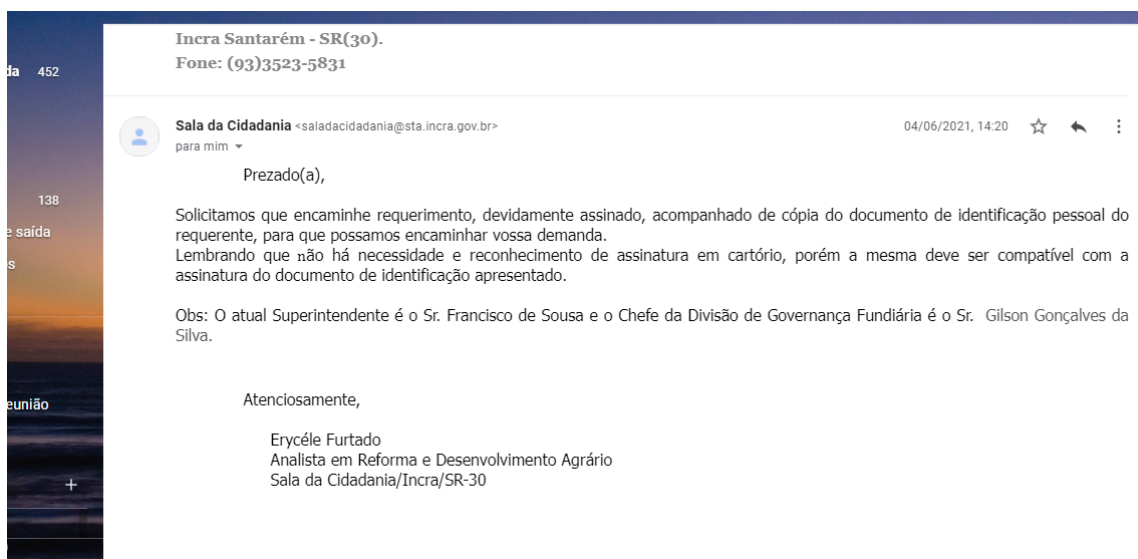 Incra Santarém - SR(30).
Fone: (93)3523-5831
da 452
Sala da Cidadania <saladacidadania@sta.incra.gov.br>
04/06/2021, 14:20
para mim
Prezado(a),
138
Solicitamos que encaminhe requerimento, devidamente assinado, acompanhado de cópia do documento de identificação pessoal do
e saída
requerente, para que possamos encaminhar vossa demanda.
Lembrando que não há necessidade e reconhecimento de assinatura em cartório, porém a mesma deve ser compatível com a
s
assinatura do documento de identificação apresentado.
Obs: O atual Superintendente é o Sr. Francisco de Sousa e o Chefe da Divisão de Governança Fundiária é o Sr. Gilson Gonçalves da
Silva.
eunião
Atenciosamente,
Erycéle Furtado
Analista em Reforma e Desenvolvimento Agrário
Sala da Cidadania/Incra/SR-30